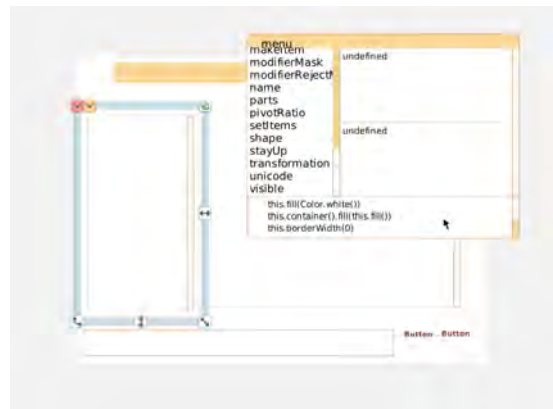 menu
makeItem
modifierMask
modifierReject
name
parts
pivotRatio
setItems
shape
stayUp
transformation
unicode
visible
undefined
undefined
this.fill(Color.white())
this.container().fill(this.fill())
this.borderWidth(0)
Button
Button